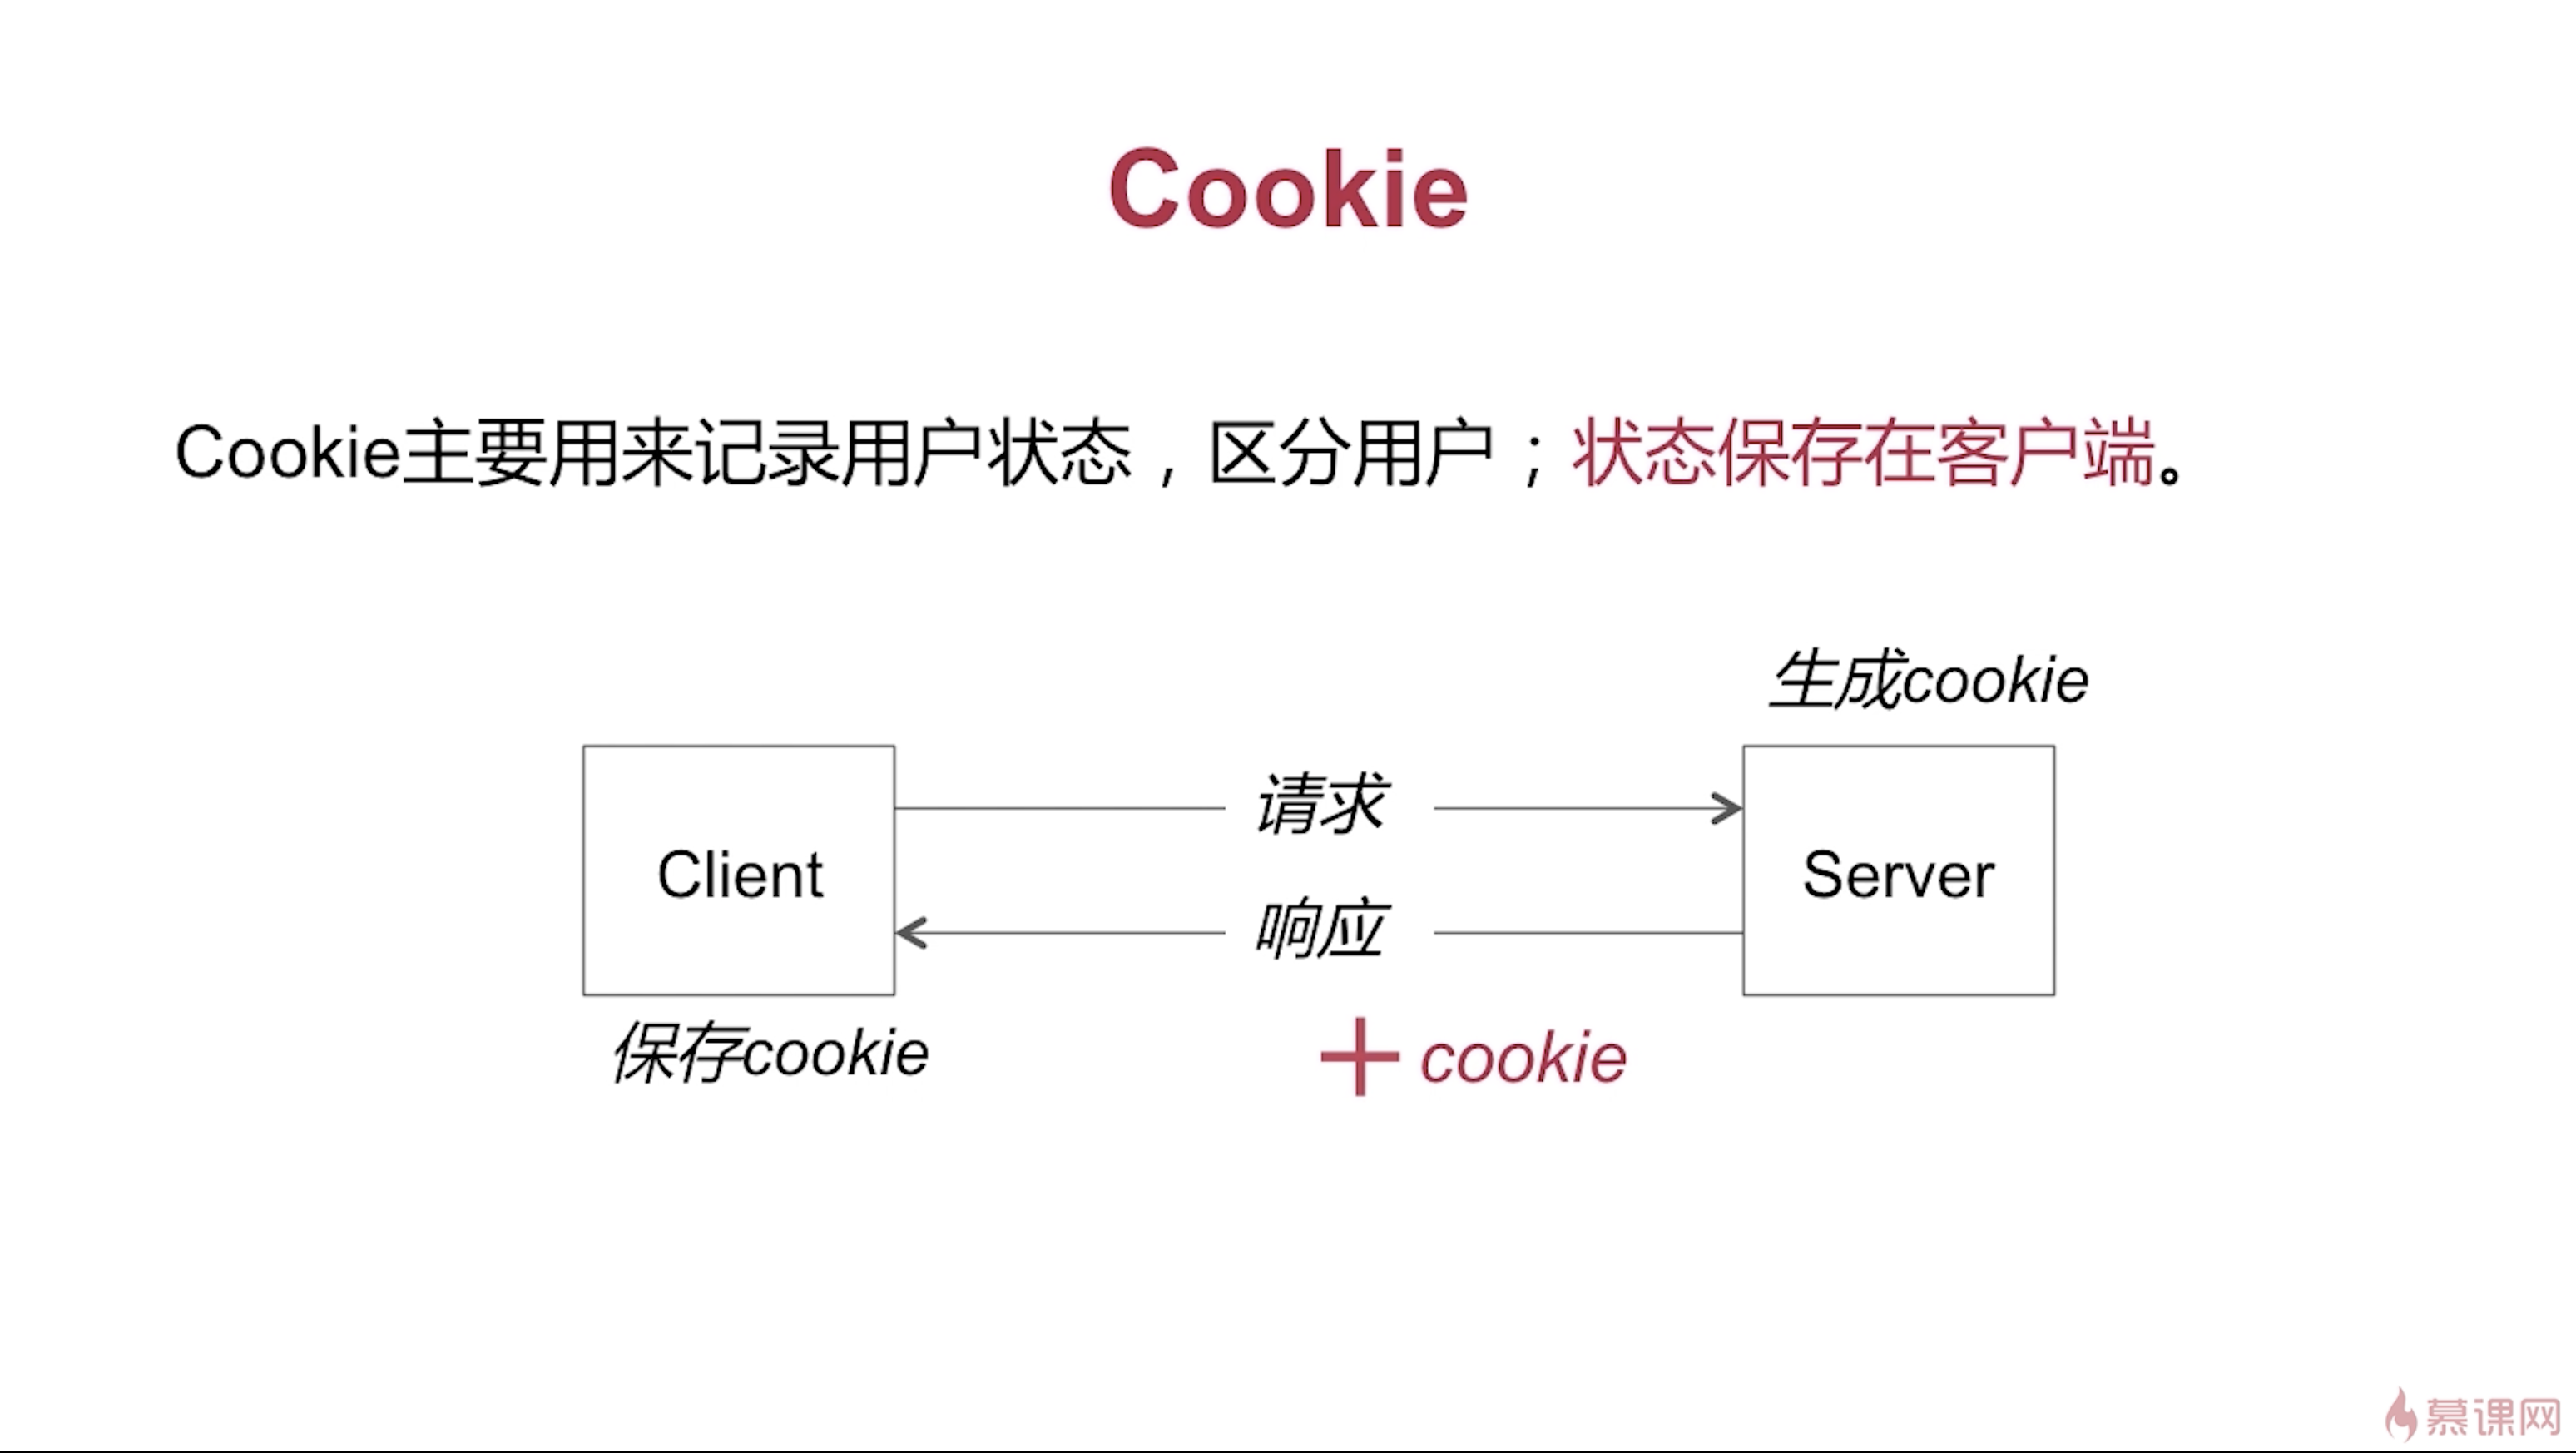 Cookie
Cookie主要用来记录用户状态，区分用户；状态保存在客户端。
生成cookie
请求
Client
Server
响应
保存cookie
+ cookie
慕课网